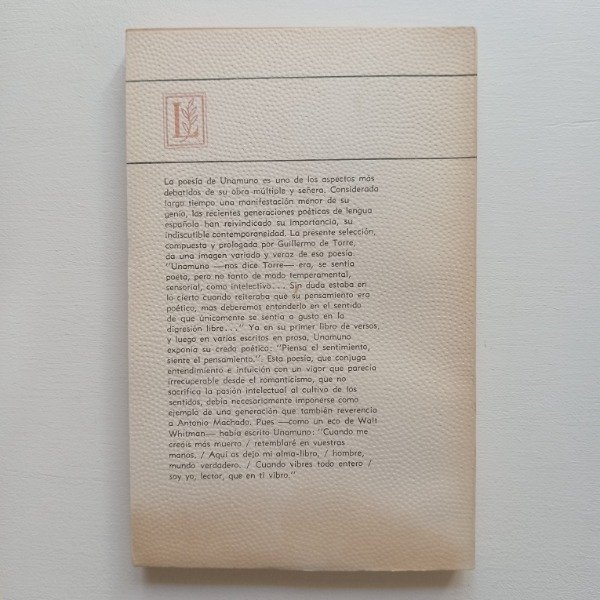 L
La poesía de Unamuno es uno de los aspectos más
debatidos de su obra múltiple y señera. Considerada
largo tiempo una manifestación menor de su
genio, las recientes generaciones poéticas de lengua
española han reivindicado su importancia, su
indiscutible contemporaneidad. La presente selección,
compuesta y prologada por Guillermo de Torre,
da una imagen variada y veraz de esa poesía.
"Unamuno —nos dice Torre— era, se sentía
poeta, pero no tanto de modo temperamental,
sensorial, como intelectivo... Sin duda estaba en
lo cierto cuando reiteraba que su pensamiento era
poético, mas deberemos entenderlo en el sentido
de que únicamente se sentía a gusto en la
digresión libre..." Ya en su primer libro de versos,
y luego en varios escritos en prosa, Unamuno
exponía su credo poético: "Piensa el sentimiento,
siente el pensamiento.". Esta poesía, que conjuga
entendimiento e intuición con un vigor que parecía
irrecuperable desde el romanticismo, que no
sacrifica la pasión intelectual al cultivo de los
sentidos, debía necesariamente imponerse como
ejemplo de una generación que también reverencia
a Antonio Machado. Pues —como un eco de Walt
Whitman— había escrito Unamuno: "Cuando me
creáis más muerto / retemblaré en vuestras
manos. / Aquí os dejo mi alma-libro, / hombre,
mundo verdadero. / Cuando vibres todo entero /
soy yo, lector, que en ti vibro."